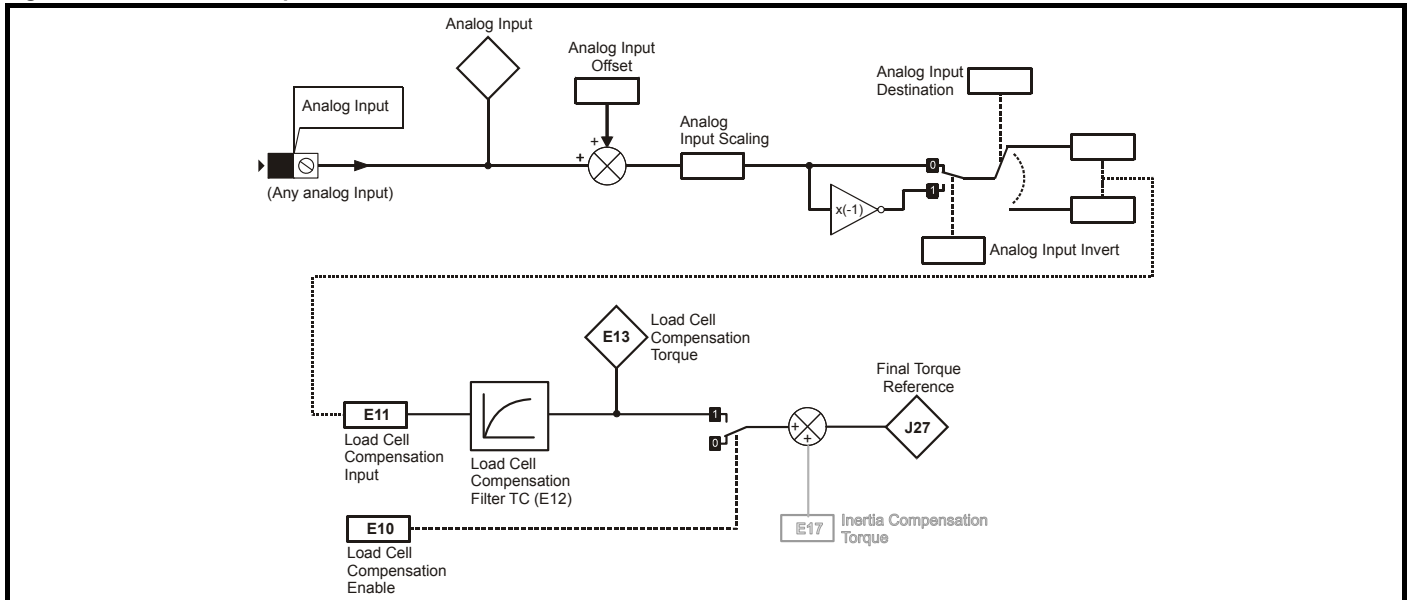 Analog Input
Analog Input
Offset
Analog Input
Destination
Analog Input
Analog
Input Scaling
+
+
0
1
(Any analog Input)
x(-1)
Analog Input Invert
E13
Load Cell
Compensation
Torque
Final Torque
Reference
E11
1
0
+
+
J27
Load Cell
Compensation
Input
Load Cell
Compensation
Filter TC (E12)
E10
E17
Inertia Compensation
Torque
Load Cell
Compensation
Enable